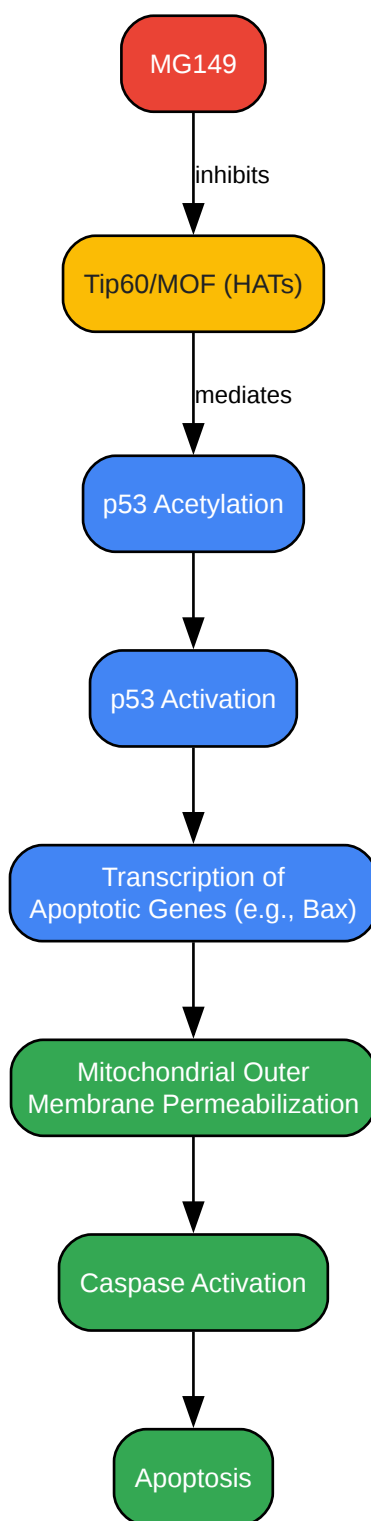 MG149
inhibits
Tip60/MOF (HATs)
mediates
p53 Acetylation
p53 Activation
Transcription of
Apoptotic Genes (e.g., Bax)
Mitochondrial Outer
Membrane Permeabilization
Caspase Activation
Apoptosis